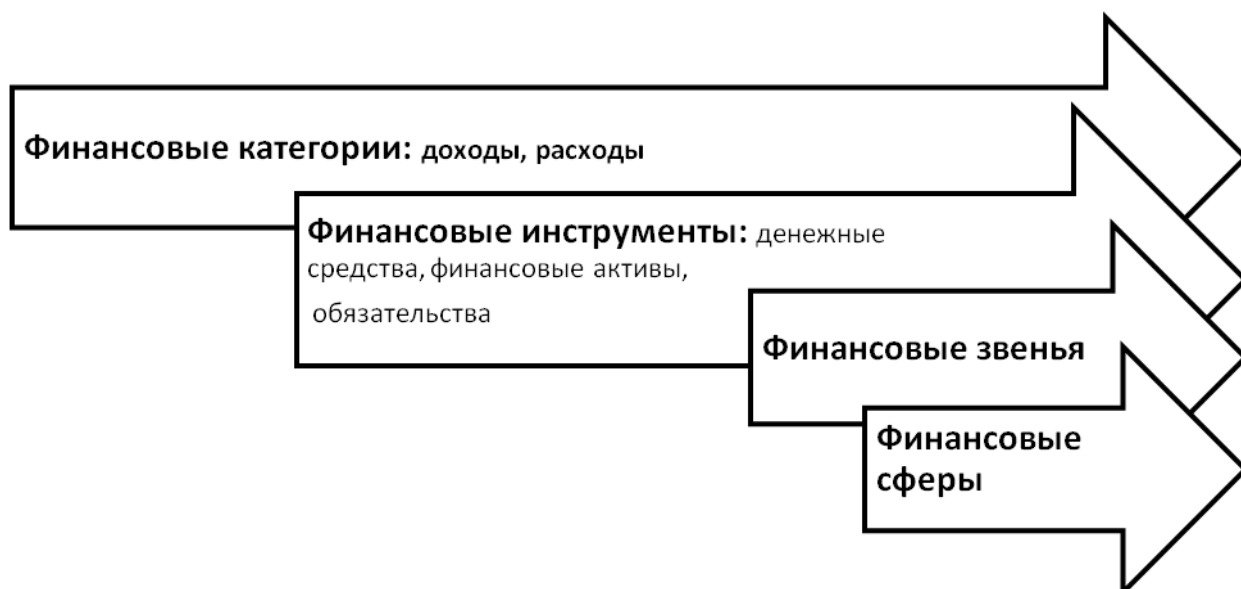 Финансовые категории: доходы, расходы
Финансовые инструменты: денежные
средства, финансовые активы,
обязательства
Финансовые звенья
Финансовые
сферы